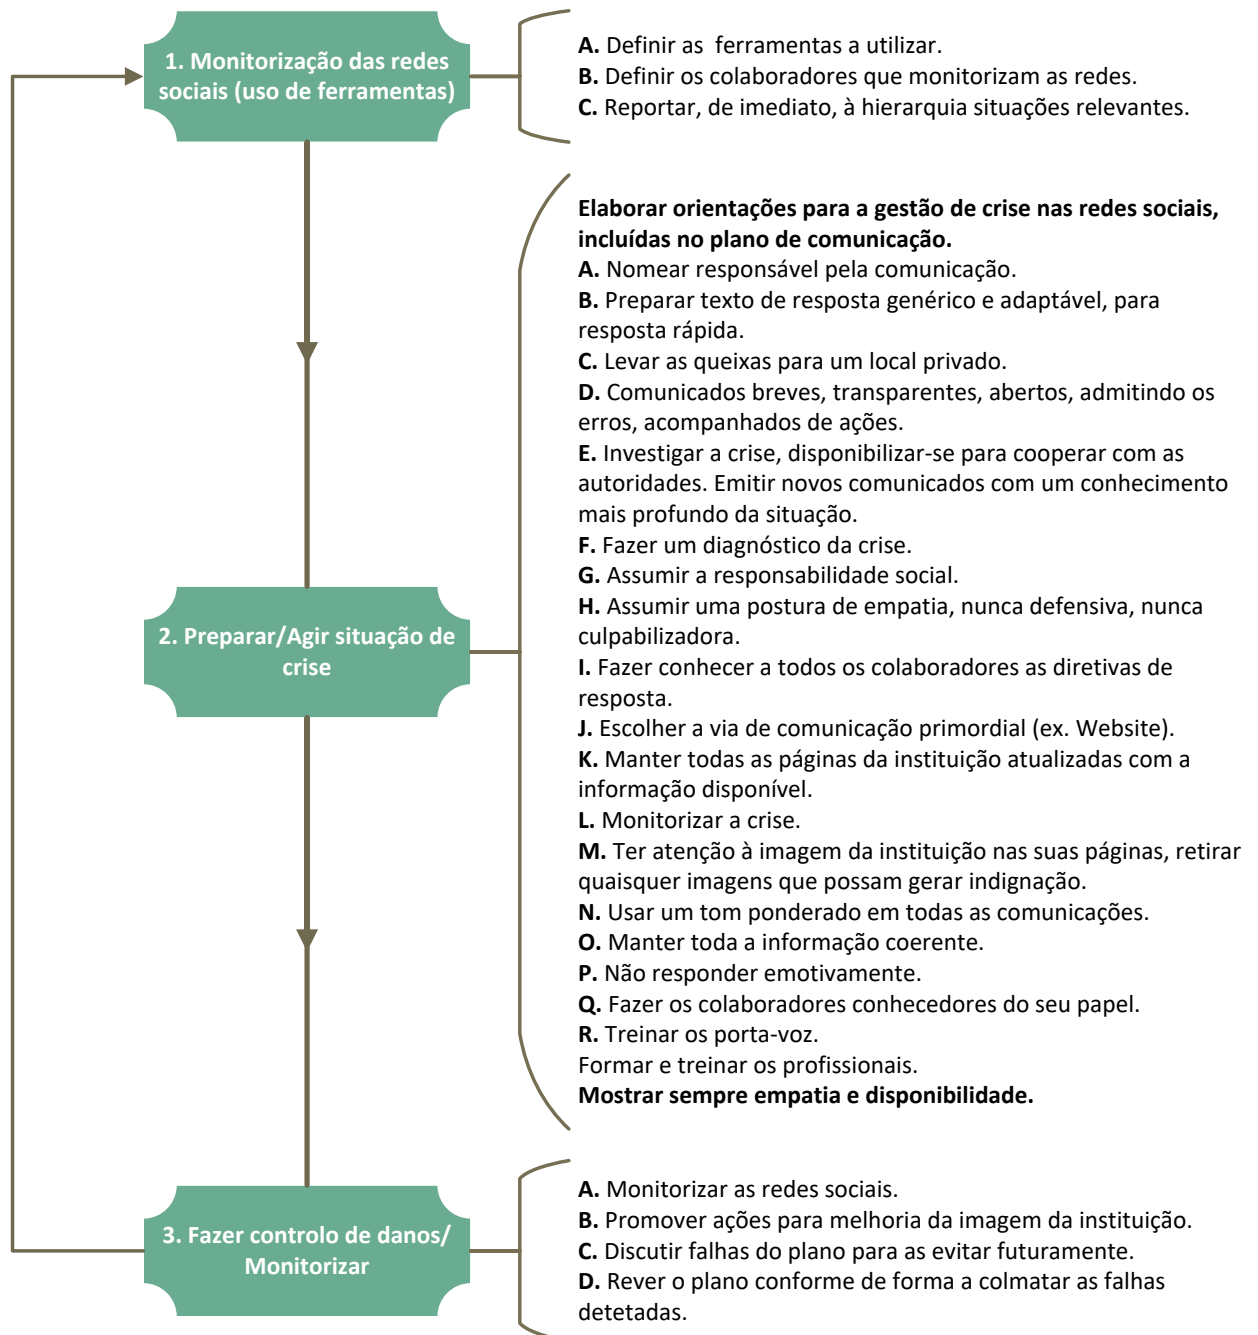 1. Monitorização das redes
sociais (uso de ferramentas)
A. Definir as ferramentas a utilizar.
B. Definir os colaboradores que monitorizam as redes.
C. Reportar, de imediato, à hierarquia situações relevantes.
2. Preparar/Agir situação de
crise
Elaborar orientações para a gestão de crise nas redes sociais,
incluídas no plano de comunicação.
A. Nomear responsável pela comunicação.
B. Preparar texto de resposta genérico e adaptável, para
resposta rápida.
C. Levar as queixas para um local privado.
D. Comunicados breves, transparentes, abertos, admitindo os
erros, acompanhados de ações.
E. Investigar a crise, disponibilizar-se para cooperar com as
autoridades. Emitir novos comunicados com um conhecimento
mais profundo da situação.
F. Fazer um diagnóstico da crise.
G. Assumir a responsabilidade social.
H. Assumir uma postura de empatia, nunca defensiva, nunca
culpabilizadora.
I. Fazer conhecer a todos os colaboradores as diretivas de
resposta.
J. Escolher a via de comunicação primordial (ex. Website).
K. Manter todas as páginas da instituição atualizadas com a
informação disponível.
L. Monitorizar a crise.
M. Ter atenção à imagem da instituição nas suas páginas, retirar
quaisquer imagens que possam gerar indignação.
N. Usar um tom ponderado em todas as comunicações.
O. Manter toda a informação coerente.
P. Não responder emotivamente.
Q. Fazer os colaboradores conhecedores do seu papel.
R. Treinar os porta-voz.
Formar e treinar os profissionais.
Mostrar sempre empatia e disponibilidade.
3. Fazer controlo de danos/
Monitorizar
A. Monitorizar as redes sociais.
B. Promover ações para melhoria da imagem da instituição.
C. Discutir falhas do plano para as evitar futuramente.
D. Rever o plano conforme de forma a colmatar as falhas
detetadas.